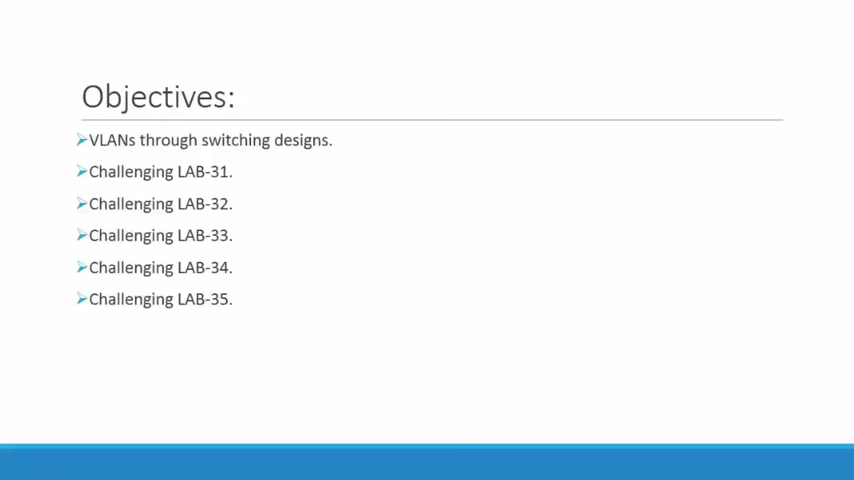 Objectives:
➢VLANs through switching designs.
➢Challenging LAB-31.
➢Challenging LAB-32.
➢Challenging LAB-33.
➢Challenging LAB-34.
➢Challenging LAB-35.